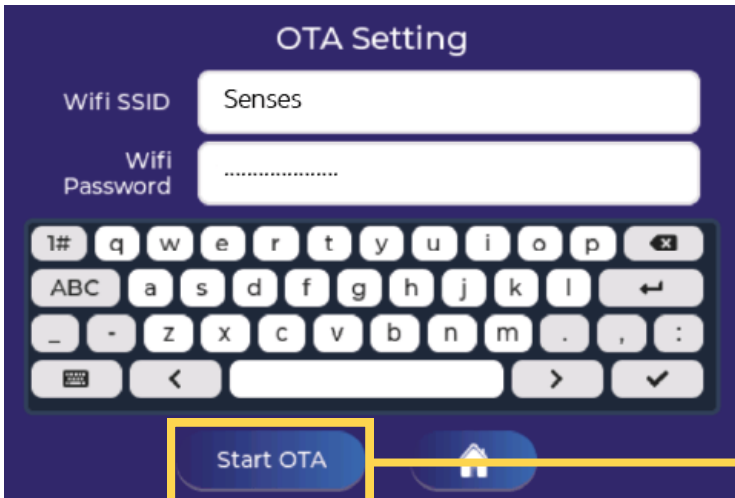 OTA Setting
Wifi SSID
Senses
Wifi
Password
....................
1# q w e r t y u i o p
ABC a s d f g h j k l
_ - z x c v b n m . , :
< >
Start OTA